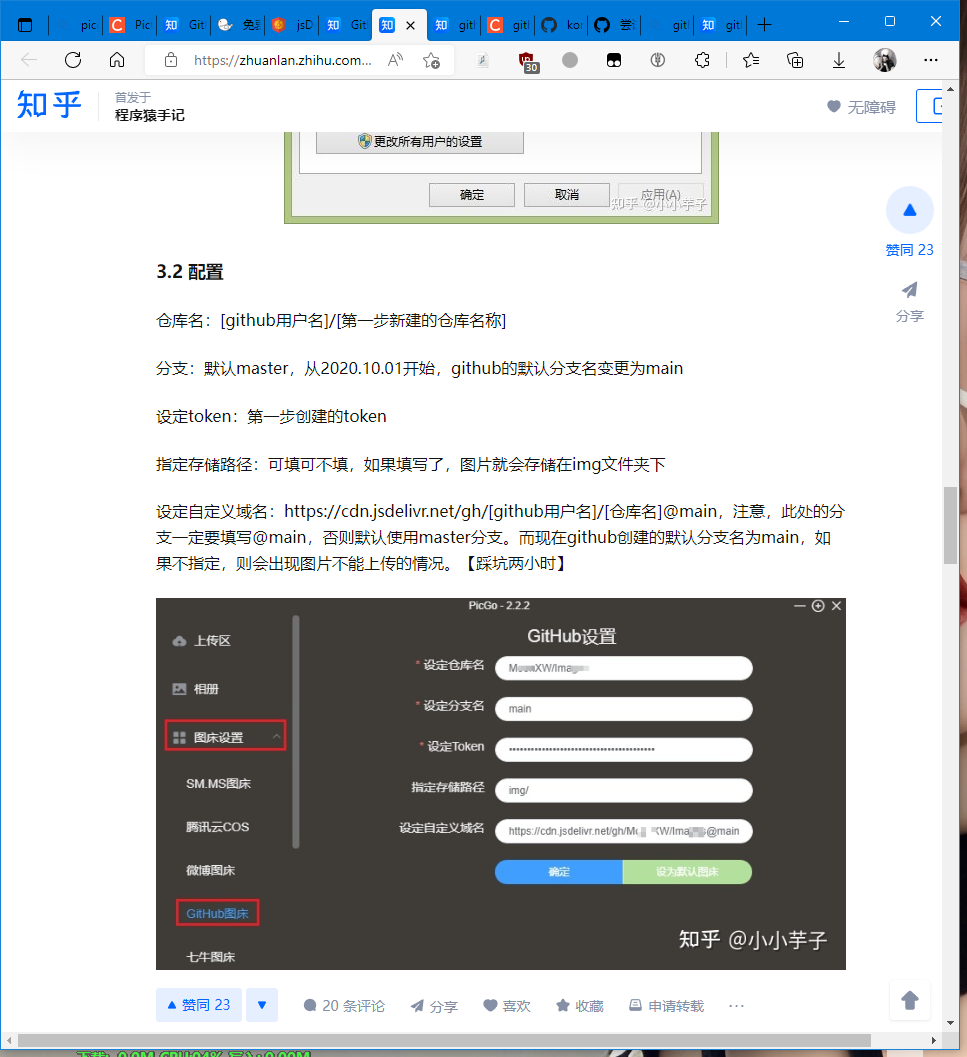 pic
Pic
Git
免
jsD
Git
git
git
kor
尝
git
git
https://zhuanlan.zhihu.com...
30
知乎
首发于
程序猿手记
无障碍
更改所有用户的设置
确定
取消
应用(A)
知乎 @小小芋子
赞同 23
分享
3.2 配置
仓库名：[github用户名]/[第一步新建的仓库名称]
分支：默认master，从2020.10.01开始，github的默认分支名变更为main
设定token：第一步创建的token
指定存储路径：可填可不填，如果填写了，图片就会存储在img文件夹下
设定自定义域名：https://cdn.jsdelivr.net/gh/[github用户名]/[仓库名]@main，注意，此处的分
支一定要填写@main，否则默认使用master分支。而现在github创建的默认分支名为main，如
果不指定，则会出现图片不能上传的情况。【踩坑两小时】
PicGo - 2.2.2
上传区
相册
图床设置
SM.MS图床
腾讯云COS
微博图床
GitHub图床
七牛图床
GitHub设置
* 设定仓库名
XW/Ima
* 设定分支名
main
* 设定Token
指定存储路径
img/
设定自定义域名
https://cdn.jsdelivr.net/gh/M XW/Ima @main
确定
设为默认图床
知乎 @小小芋子
赞同 23
20 条评论
分享
喜欢
收藏
申请转载
···